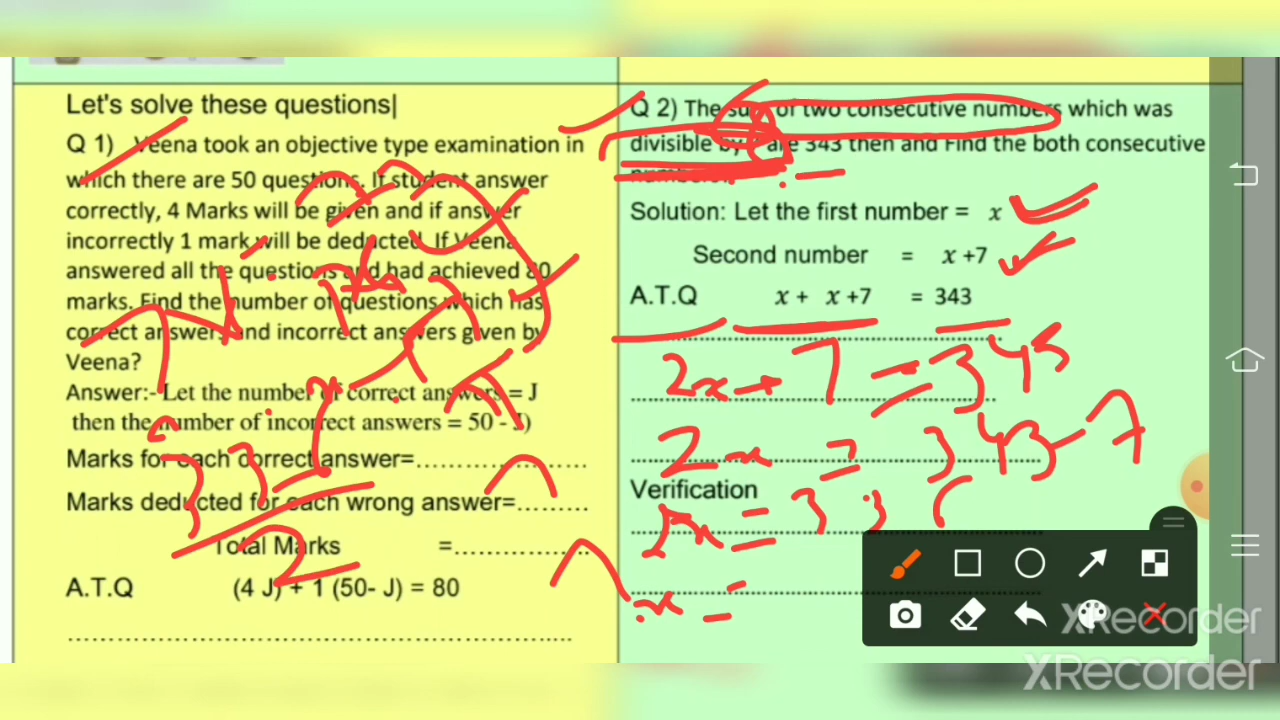 Let's solve these questions|
Q 1) Veena took an objective type examination in
which there are 50 questions. If student answer
correctly, 4 Marks will be given and if answer
incorrectly 1 mark will be deducted. If Veena
answered all the questions and had achieved 80
marks. Find the number of questions which has
correct answers and incorrect answers given by
Veena?
Answer:- Let the number of correct answers = J
then the number of incorrect answers = 50 - J)
Marks for each correct answer=......................
Marks deducted for each wrong answer=.........
Total Marks =.................
A.T.Q (4 J) + 1 (50- J) = 80
Q 2) The sum of two consecutive numbers which was
divisible by are 343 then and Find the both consecutive
numbers.
Solution: Let the first number = x
Second number = x +7
A.T.Q x + x +7 = 343
2x + 7 = 343
2x = 343 - 7
Verification
2x = 336
x =
336
2
XRecorder
XRecorder